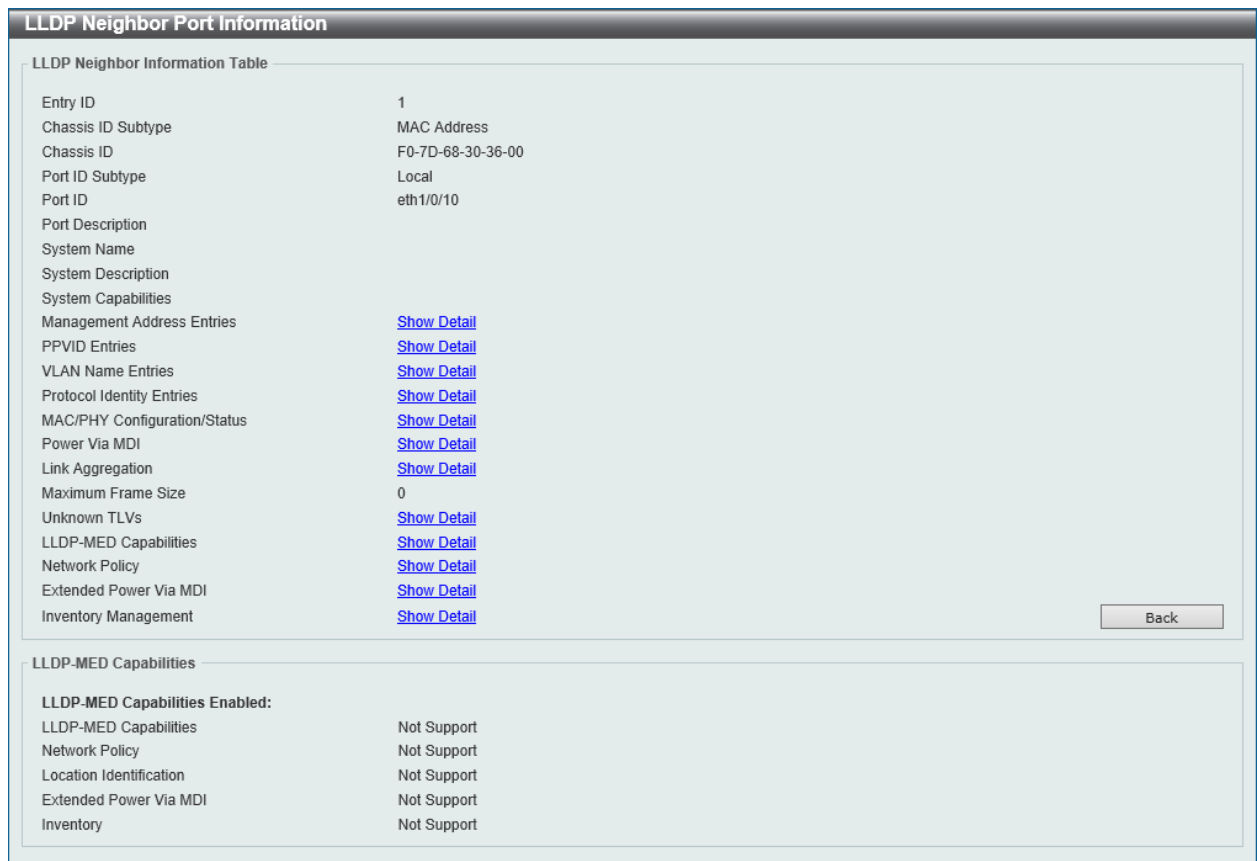 LLDP Neighbor Port Information
LLDP Neighbor Information Table
Entry ID 1
Chassis ID Subtype MAC Address
Chassis ID F0-7D-68-30-36-00
Port ID Subtype Local
Port ID eth1/0/10
Port Description
System Name
System Description
System Capabilities
Management Address Entries Show Detail
PPVID Entries Show Detail
VLAN Name Entries Show Detail
Protocol Identity Entries Show Detail
MAC/PHY Configuration/Status Show Detail
Power Via MDI Show Detail
Link Aggregation Show Detail
Maximum Frame Size 0
Unknown TLVs Show Detail
LLDP-MED Capabilities Show Detail
Network Policy Show Detail
Extended Power Via MDI Show Detail
Inventory Management Show Detail Back
LLDP-MED Capabilities
LLDP-MED Capabilities Enabled:
LLDP-MED Capabilities Not Support
Network Policy Not Support
Location Identification Not Support
Extended Power Via MDI Not Support
Inventory Not Support